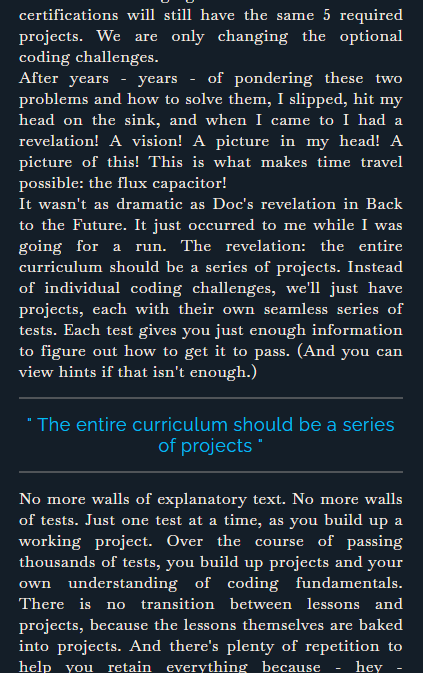 certifications will still have the same 5 required
projects. We are only changing the optional
coding challenges.
After years - years - of pondering these two
problems and how to solve them, I slipped, hit my
head on the sink, and when I came to I had a
revelation! A vision! A picture in my head! A
picture of this! This is what makes time travel
possible: the flux capacitor!
It wasn't as dramatic as Doc's revelation in Back
to the Future. It just occurred to me while I was
going for a run. The revelation: the entire
curriculum should be a series of projects. Instead
of individual coding challenges, we'll just have
projects, each with their own seamless series of
tests. Each test gives you just enough information
to figure out how to get it to pass. (And you can
view hints if that isn't enough.)
" The entire curriculum should be a series
of projects "
No more walls of explanatory text. No more walls
of tests. Just one test at a time, as you build up a
working project. Over the course of passing
thousands of tests, you build up projects and your
own understanding of coding fundamentals.
There is no transition between lessons and
projects, because the lessons themselves are baked
into projects. And there's plenty of repetition to
help you retain everything because - hey -